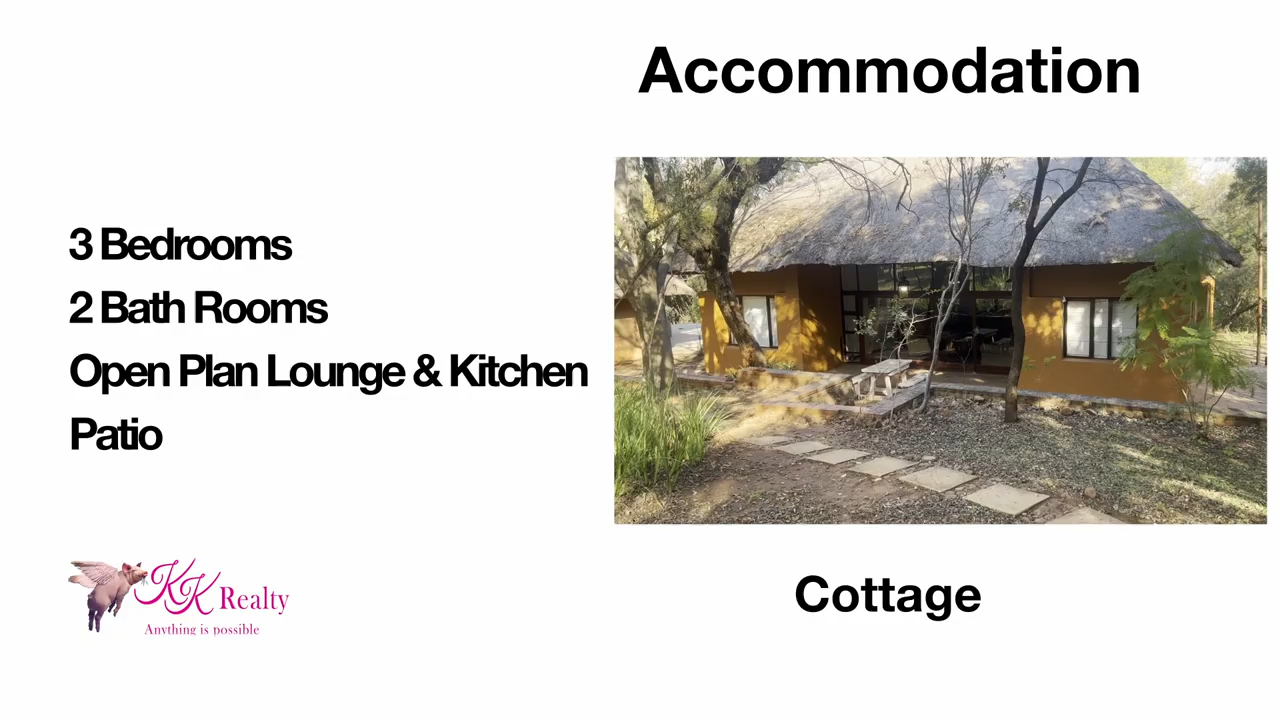 Accommodation
3 Bedrooms
2 Bath Rooms
Open Plan Lounge & Kitchen
Patio
KK Realty
Anything is possible
Cottage